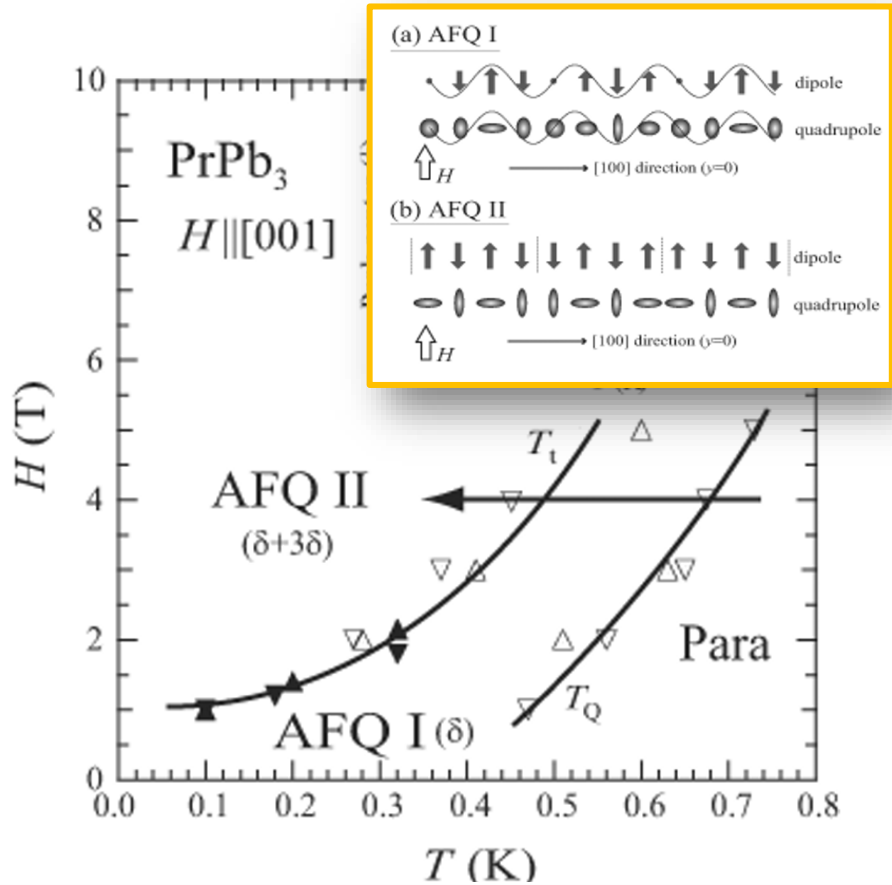 (a) AFQ I
dipole
quadrupole
H
[100] direction (y=0)
(b) AFQ II
dipole
quadrupole
H
[100] direction (y=0)
10
8
6
4
2
0
H (T)
PrPb₃
H||[001]
Tₜ
AFQ II
(δ+3δ)
Para
T_Q
AFQ I (δ)
0.0 0.1 0.2 0.3 0.4 0.5 0.6 0.7 0.8
T (K)